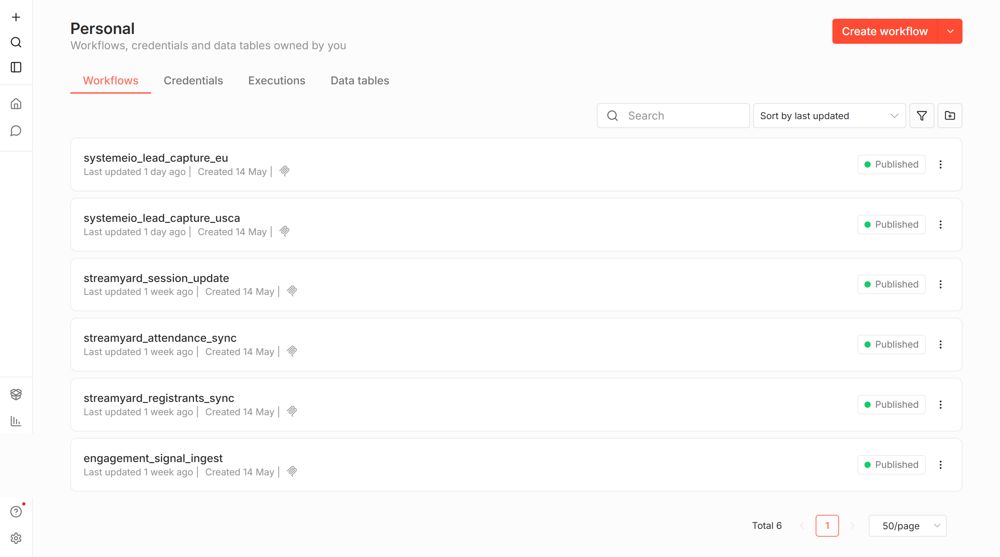 Personal
Workflows, credentials and data tables owned by you
Create workflow
Workflows
Credentials
Executions
Data tables
Search
Sort by last updated
systemeio_lead_capture_eu
Last updated 1 day ago | Created 14 May |
Published
systemeio_lead_capture_usca
Last updated 1 day ago | Created 14 May |
Published
streamyard_session_update
Last updated 1 week ago | Created 14 May |
Published
streamyard_attendance_sync
Last updated 1 week ago | Created 14 May |
Published
streamyard_registrants_sync
Last updated 1 week ago | Created 14 May |
Published
engagement_signal_ingest
Last updated 1 week ago | Created 14 May |
Published
Total 6
1
50/page